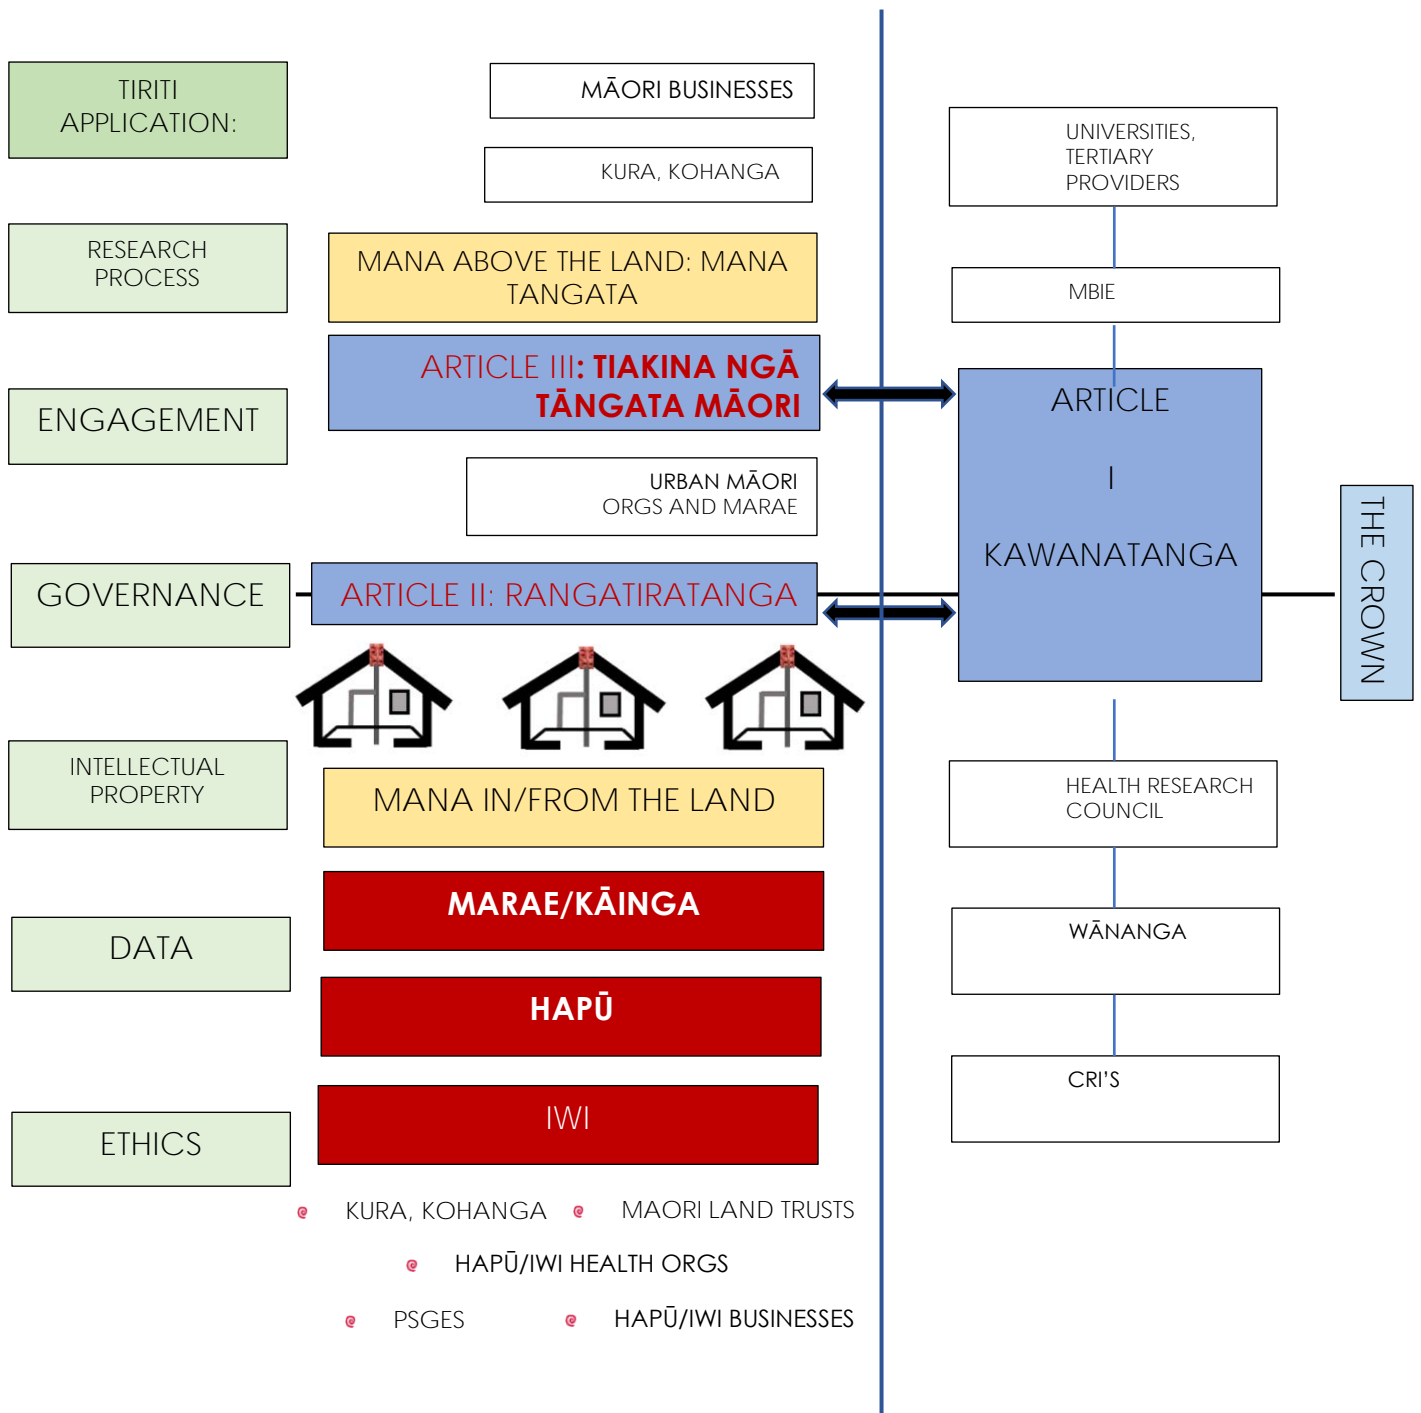 TIRITI
APPLICATION:
RESEARCH
PROCESS
ENGAGEMENT
GOVERNANCE
INTELLECTUAL
PROPERTY
DATA
ETHICS
MĀORI BUSINESSES
KURA, KOHANGA
MANA ABOVE THE LAND: MANA
TANGATA
ARTICLE III: TIAKINA NGĀ
TĀNGATA MĀORI
URBAN MĀORI
ORGS AND MARAE
ARTICLE II: RANGATIRATANGA
MANA IN/FROM THE LAND
MARAE/KĀINGA
HAPŪ
IWI
KURA, KOHANGA
MAORI LAND TRUSTS
HAPŪ/IWI HEALTH ORGS
PSGES
HAPŪ/IWI BUSINESSES
UNIVERSITIES,
TERTIARY
PROVIDERS
MBIE
ARTICLE
I
KAWANATANGA
THE CROWN
HEALTH RESEARCH
COUNCIL
WĀNANGA
CRI'S